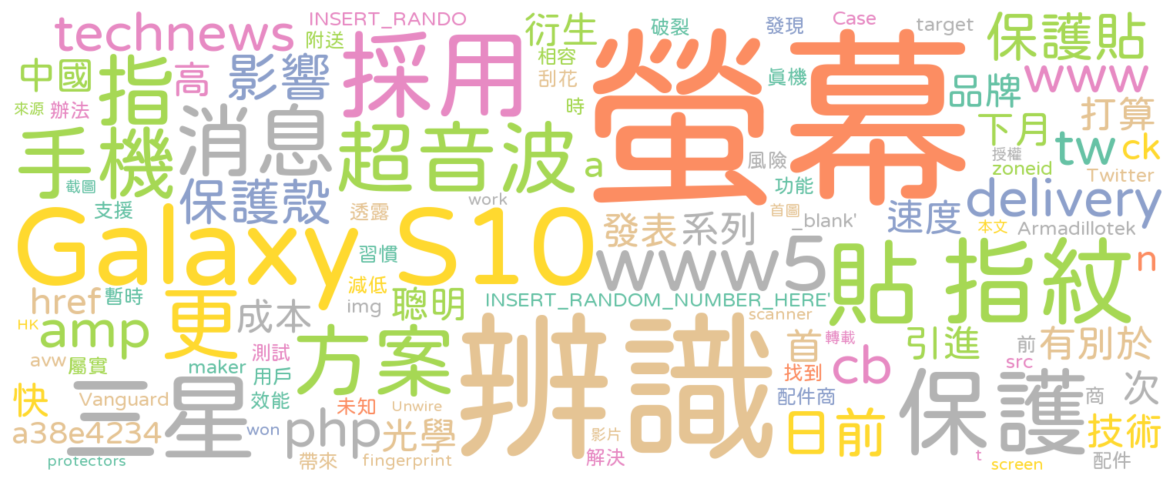 technews
INSERT_RANDO
附送
衍生
破裂
發現
Case
target
保護貼
中國
指
高
影響
採用
相容
刮花
螢幕
眞機
品牌
www
來源
辦法
時
打算
手機
消息
超音波
a
風險
下月
授權
tw
ck
zoneid
Twitter
截圖
支援
保護殼
透露
work
功能
首圖
_blank'
速度
delivery
本文
Armadillotek
Galaxy S10
習慣
發表
系列
www5
貼
指紋
n
href
暫時
更
成本
減低
img
聰明
INSERT_RANDOM_NUMBER_HERE'
scanner
HK
amp
方案
辨識
首
轉載
引進
前
有別於
avw
屬實
測試
maker
用戶
找到
cb
src
快
三星
Vanguard
效能
未知
Unwire
配件商
保護
商
次
a38e4234
won
php
光學
影片
日前
技術
protectors
帶來
fingerprint
解決
t
screen
配件